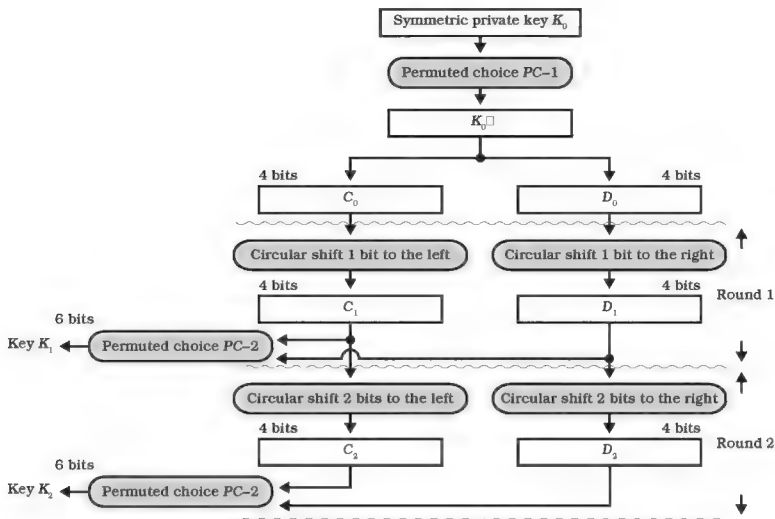 Symmetric private key K₀
Permuted choice PC–1
K₀□
4 bits
4 bits
C₀
D₀
Circular shift 1 bit to the left
Circular shift 1 bit to the right
4 bits
4 bits
Round 1
C₁
D₁
6 bits
Key K₁
Permuted choice PC–2
Circular shift 2 bits to the left
Circular shift 2 bits to the right
4 bits
4 bits
Round 2
C₂
D₂
6 bits
Key K₂
Permuted choice PC–2